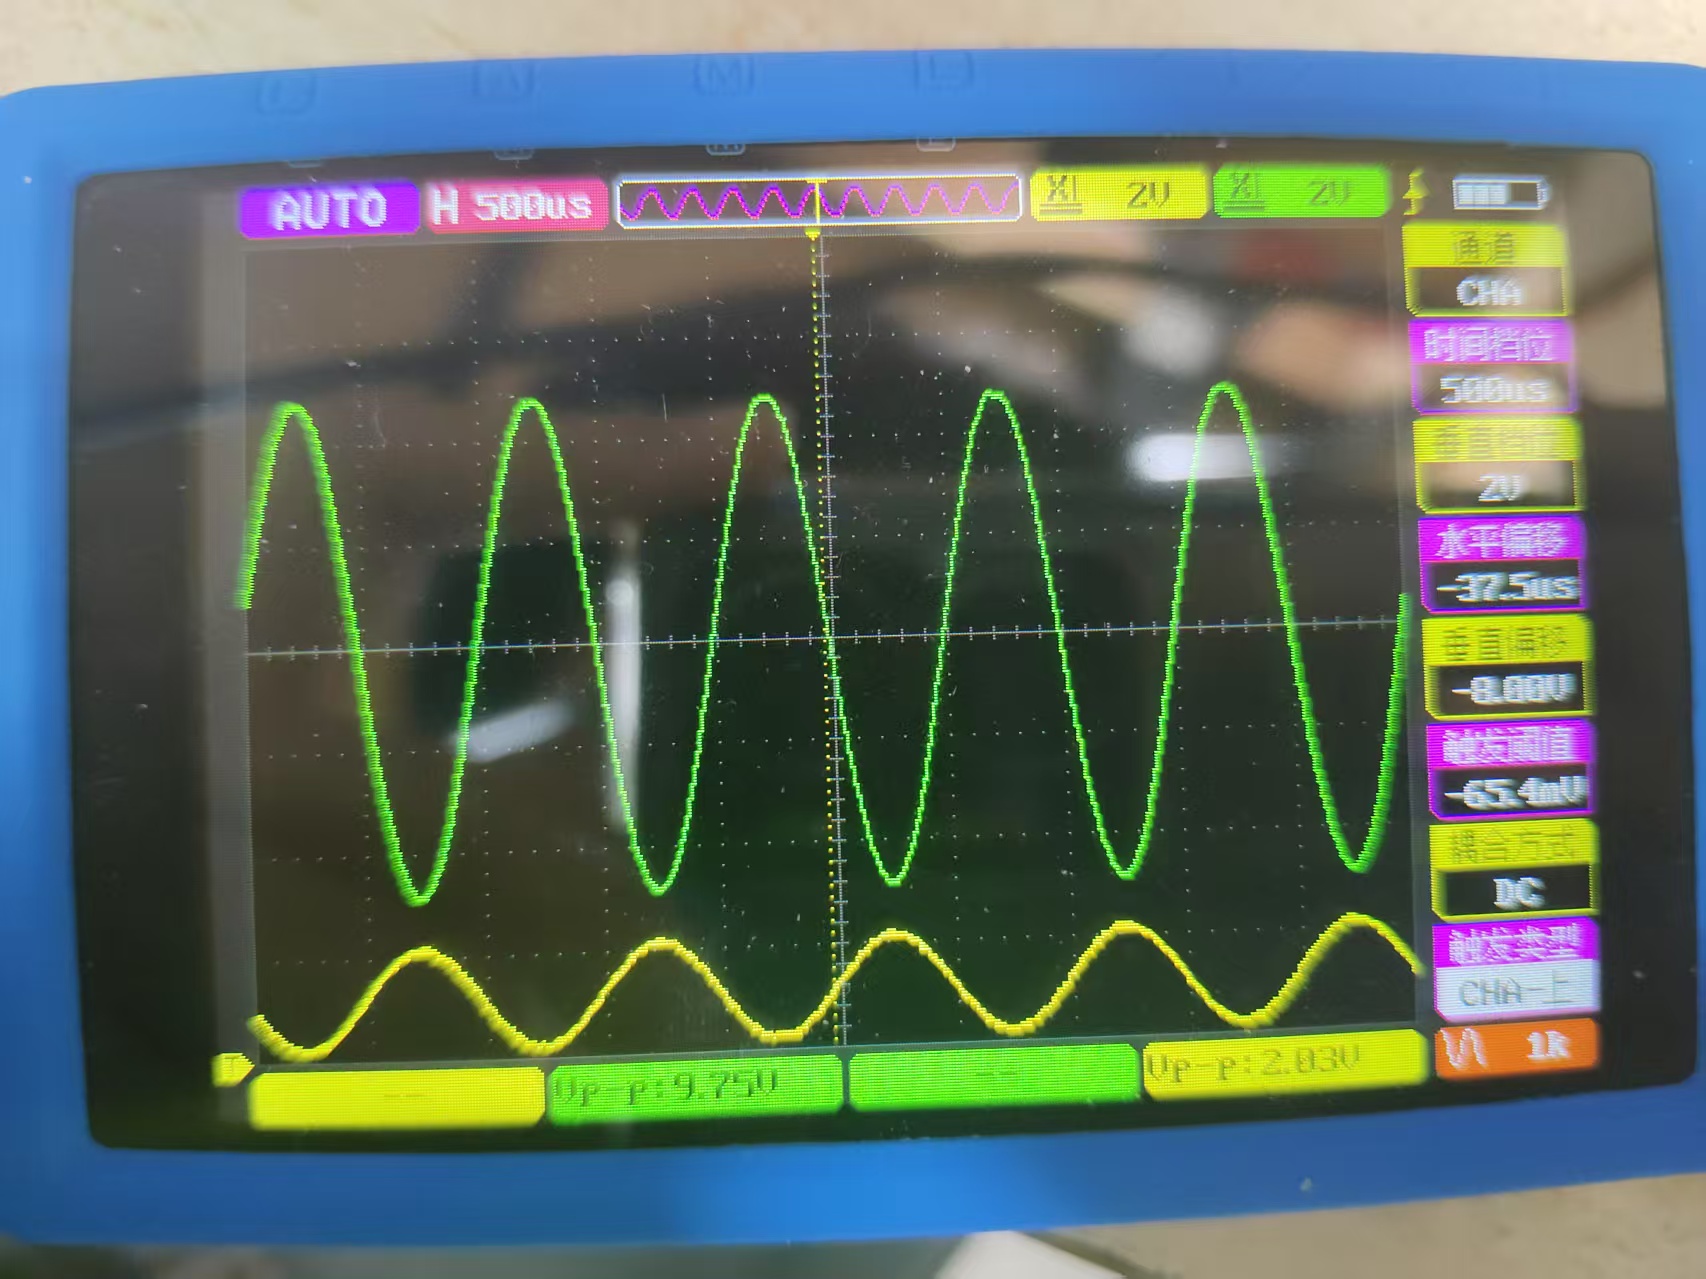 AUTO H 500us X1 2V X1 2V
通道
CHA
时间档位
500us
垂直档位
2V
水平偏移
-37.5us
垂直偏移
-8.00V
触发阈值
-65.4mV
耦合方式
DC
触发类型
CHA-上
1R
T
-- Vp-p:9.75V -- Vp-p:2.03V